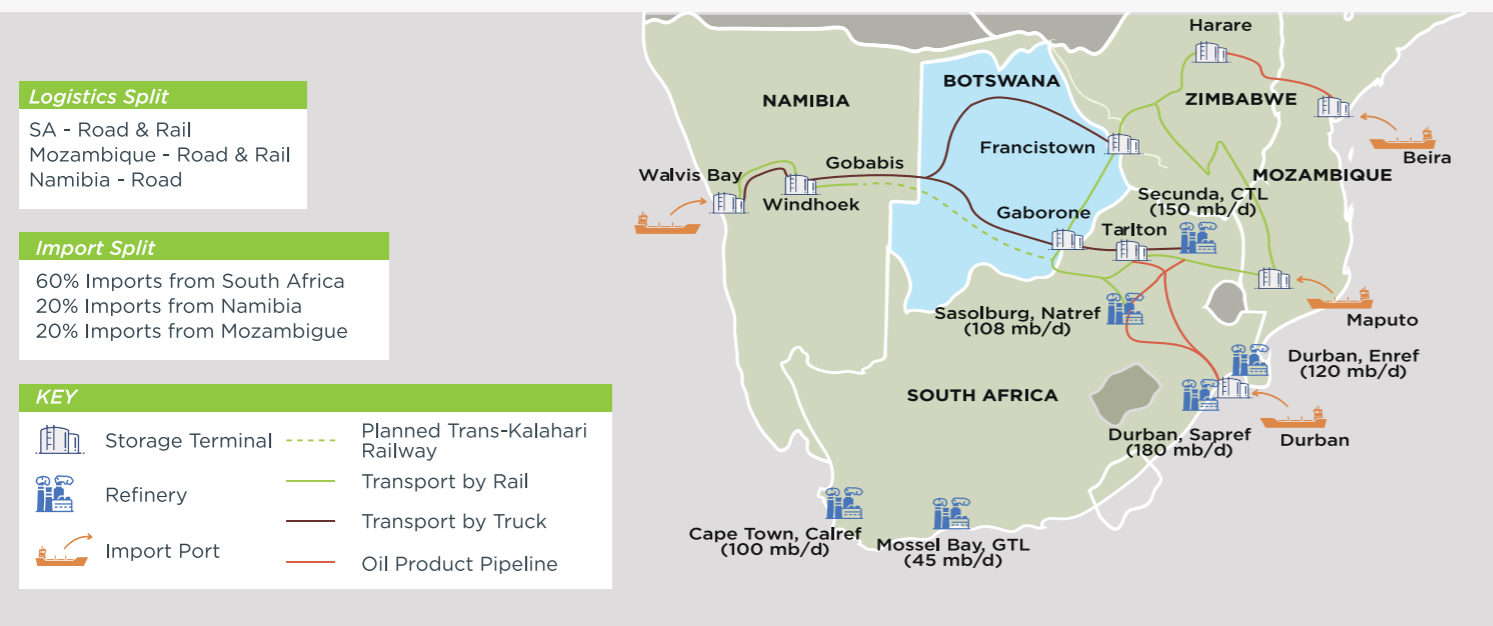 Logistics Split
SA - Road & Rail
Mozambique - Road & Rail
Namibia - Road
Import Split
60% Imports from South Africa
20% Imports from Namibia
20% Imports from Mozambigue
KEY
Storage Terminal
Refinery
Import Port
Planned Trans-Kalahari
Railway
Transport by Rail
Transport by Truck
Oil Product Pipeline
Harare
BOTSWANA
NAMIBIA
ZIMBABWE
Francistown
Beira
Gobabis
Walvis Bay
MOZAMBIQUE
Windhoek
Secunda, CTL
(150 mb/d)
Gaborone
Tarlton
Sasolburg, Natref
(108 mb/d)
Maputo
Durban, Enref
(120 mb/d)
SOUTH AFRICA
Durban, Sapref
(180 mb/d)
Durban
Cape Town, Calref
(100 mb/d)
Mossel Bay, GTL
(45 mb/d)